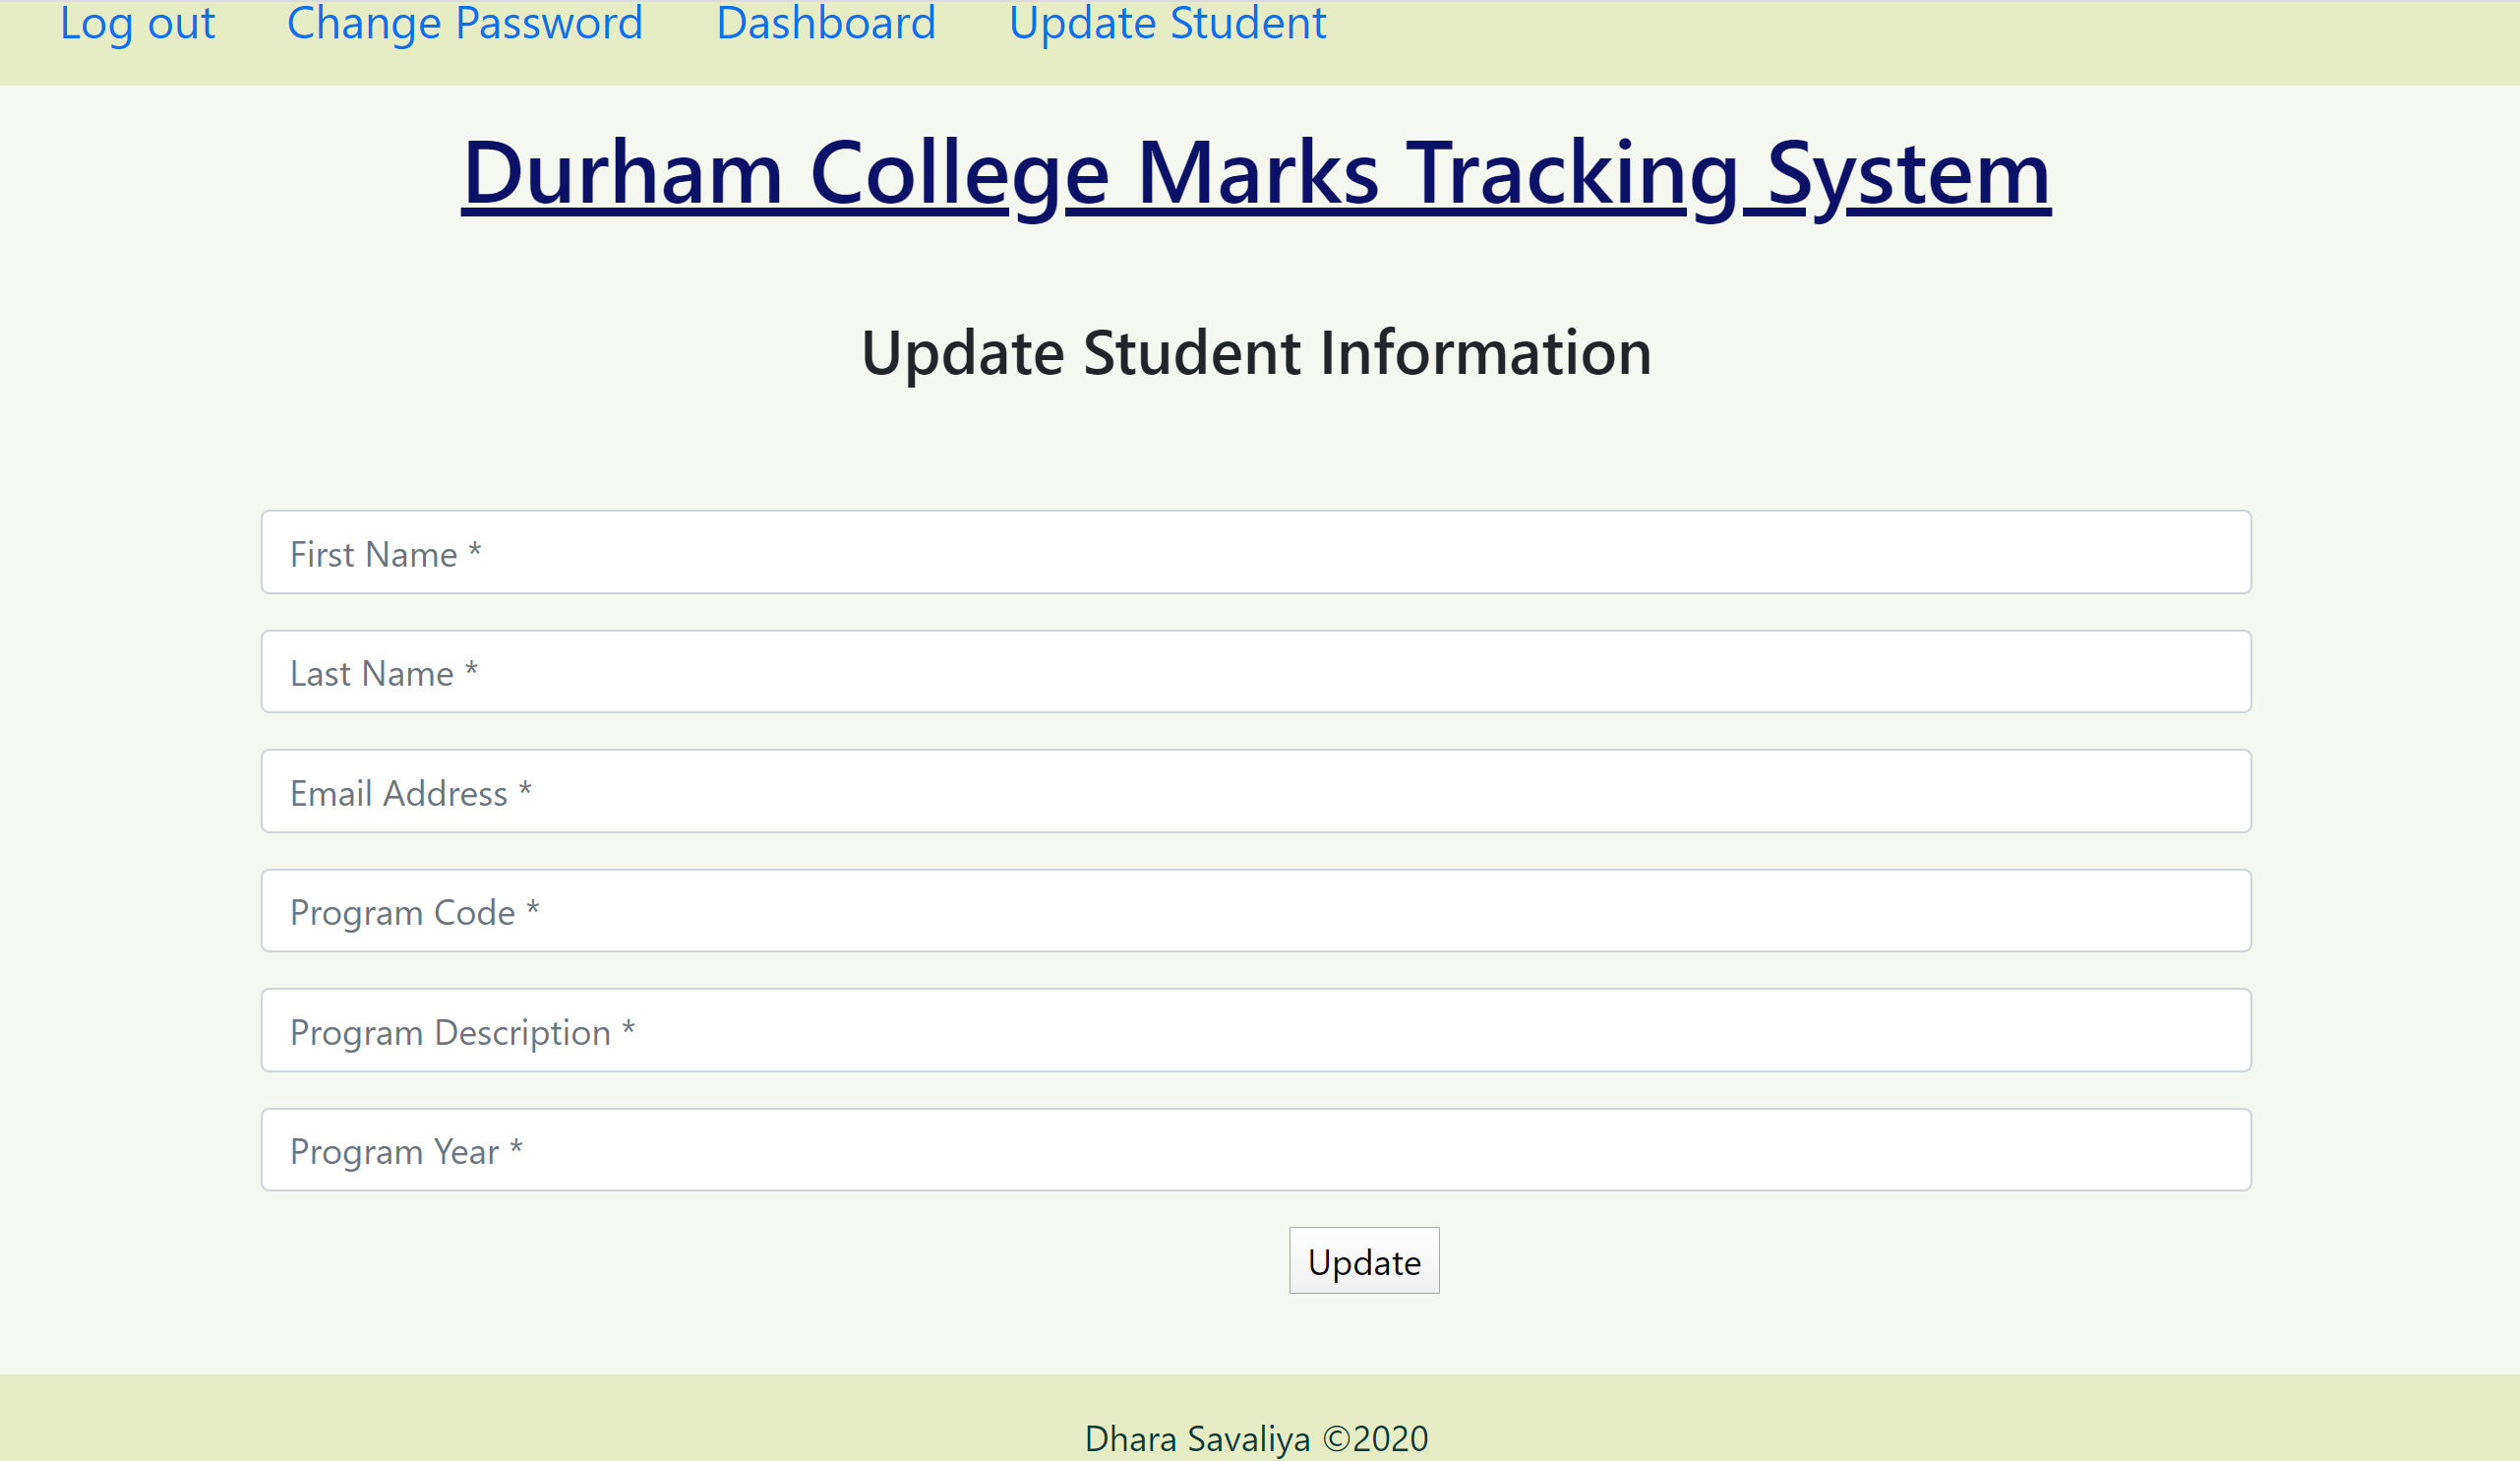 Log out Change Password Dashboard Update Student
Durham College Marks Tracking System
Update Student Information
First Name *
Last Name *
Email Address *
Program Code *
Program Description *
Program Year *
Update
Dhara Savaliya ©2020